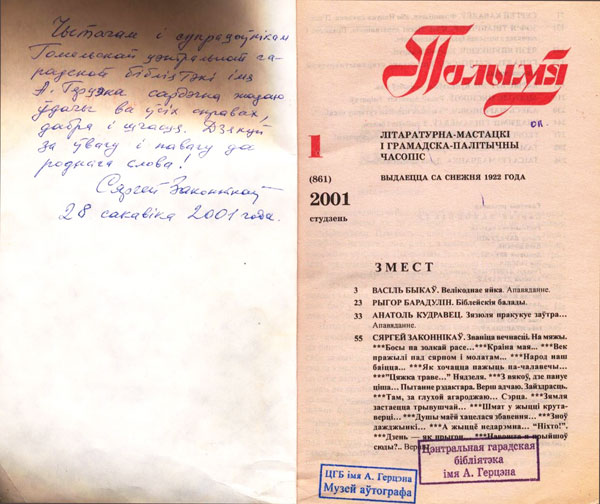 Чытачам і супрацоўнікам
Гомельскай цэнтральнай га-
радской бібліятэкі імя
А. Герцэна сардэчна жадаю
ўдачы ва ўсіх справах,
дабра і шчасця. Дзякуй
за ўвагу і павагу да
роднага слова!
Сяргей Законнікаў
28 сакавіка 2001 года.
Полымя
1
ЛІТАРАТУРНА-МАСТАЦКІ
І ГРАМАДСКА-ПАЛІТЫЧНЫ
ЧАСОПІС
(861)
ВЫДАЕЦЦА СА СНЕЖНЯ 1922 ГОДА
2001
студзень
ЗМЕСТ
3 ВАСІЛЬ БЫКАЎ. Велікоднае яйка. Апавяданне.
23 РЫГОР БАРАДУЛІН. Біблейскія балады.
33 АНАТОЛЬ КУДРАВЕЦ. Зязюля пракукуе заўтра…
Апавяданне.
55 СЯРГЕЙ ЗАКОННІКАЎ. Званіца вечнасці. На мяжы.
***Босы на золкай расе… ***Краіна мая… ***Век
пражылі пад сярпом і молатам… ***Народ наш
баіцца… ***Як хочацца пажыць па-чалавечы…
***"Цяжка траве…" Нядзеля. ***З вякоў, дзе пануе
ціша… Пытанне рэдактара. Верш адчаю. Зайздрасць.
***Там, за глухой агароджаю… Сэрца. ***Зямля
застаецца трывушчай… ***Шмат у жыцці крута-
верці… ***Душы маёй хацелася збавення… ***Зноў
дажджынкі… ***А жыццё недарэмна… "Ніхто!".
***Дзень — як прыгон… ***Навошта я прыйшоў
сюды?.. Вершы
Цэнтральная гарадская
бібліятэка
імя А. Герцэна
ЦГБ імя А. Герцэна
Музей аўтографа